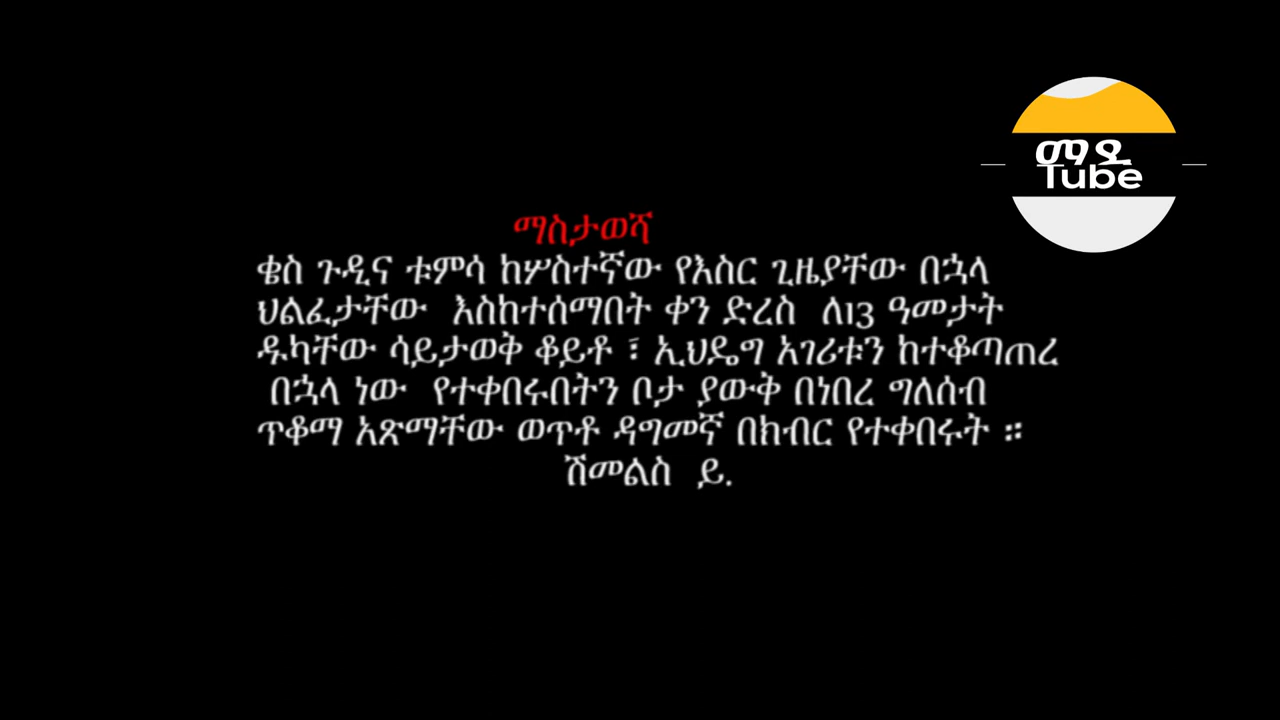 ማዲ
Tube
ማስታወሻ
ቄስ ጉዲና ቱምሳ ከሦስተኛው የእስር ጊዜያቸው በኋላ
ህልፈታቸው እስከተሰማበት ቀን ድረስ ለ13 ዓመታት
ዱካቸው ሳይታወቅ ቆይቶ ፣ ኢህዴግ አገሪቱን ከተቆጣጠረ
በኋላ ነው የተቀበሩበትን ቦታ ያውቅ በነበረ ግለሰብ
ጥቆማ አጽማቸው ወጥቶ ዳግመኛ በክብር የተቀበሩት ።
ሽመልስ ይ.